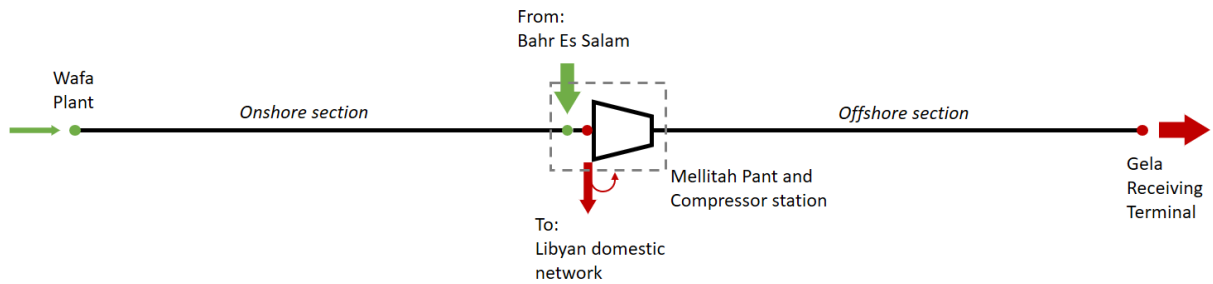 From:
Bahr Es Salam
Wafa
Plant
Onshore section
Offshore section
Mellitah Pant and
Compressor station
Gela
Receiving
Terminal
To:
Libyan domestic
network